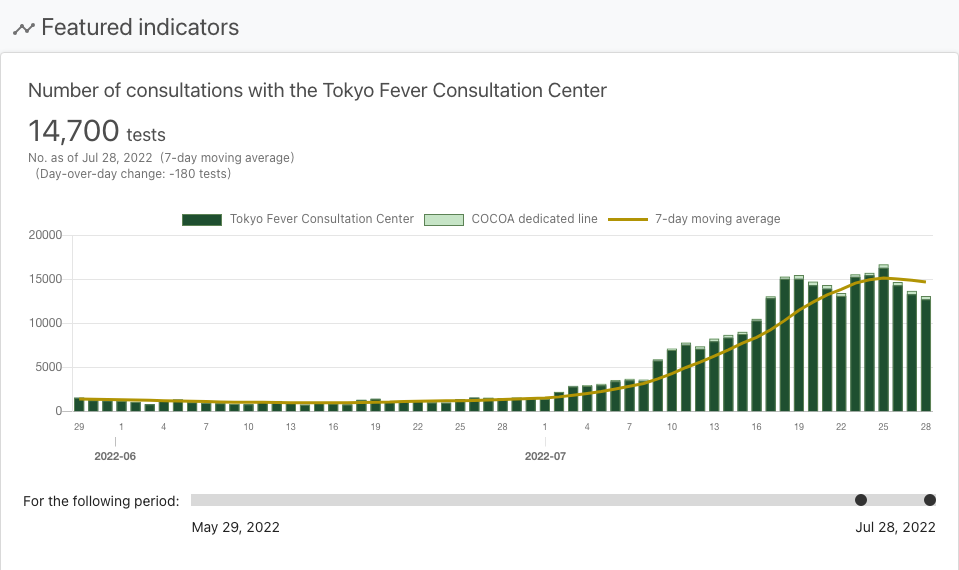 Featured indicators
Number of consultations with the Tokyo Fever Consultation Center
14,700 tests
No. as of Jul 28, 2022 (7-day moving average)
(Day-over-day change: -180 tests)
Tokyo Fever Consultation Center COCOA dedicated line 7-day moving average
20000
15000
10000
5000
0
29 1 4 7 10 13 16 19 22 25 28 1 4 7 10 13 16 19 22 25 28
2022-06 2022-07
For the following period:
May 29, 2022 Jul 28, 2022